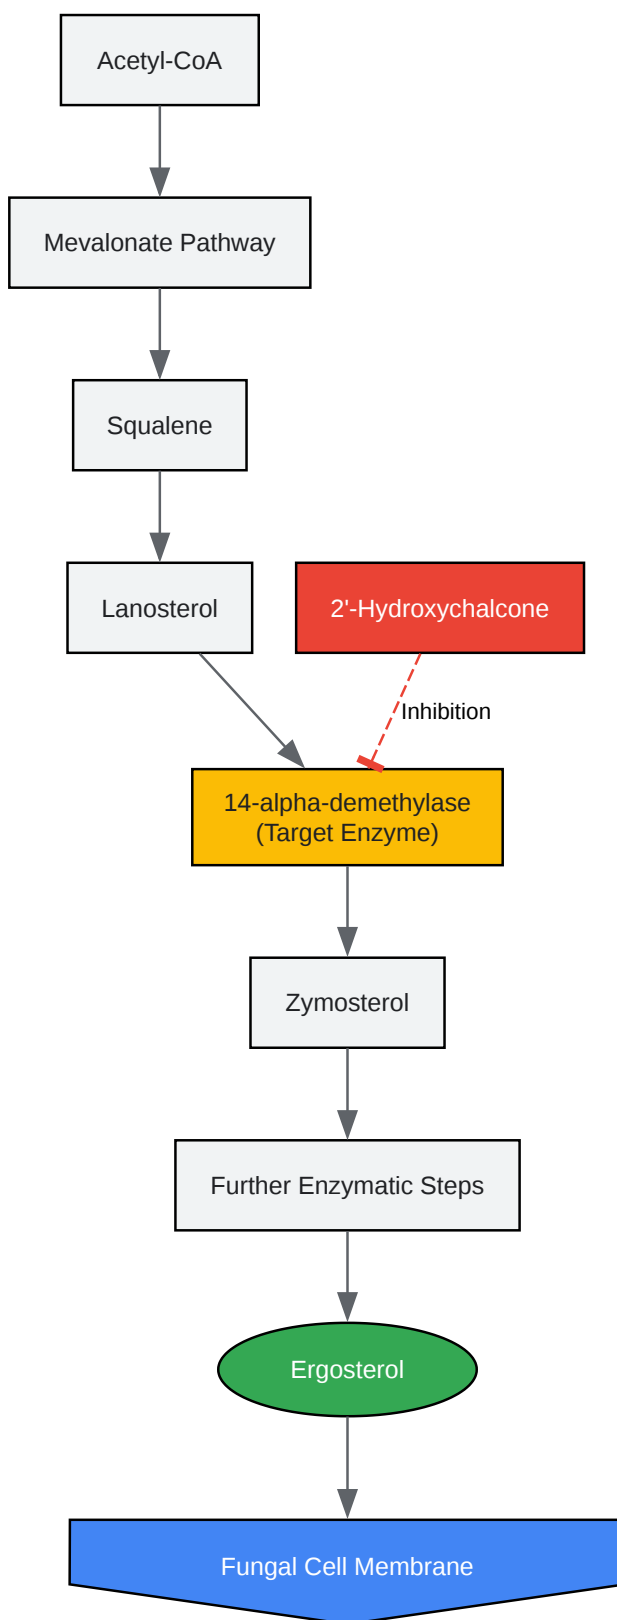 Acetyl-CoA
Mevalonate Pathway
Squalene
Lanosterol
2'-Hydroxychalcone
Inhibition
14-alpha-demethylase
(Target Enzyme)
Zymosterol
Further Enzymatic Steps
Ergosterol
Fungal Cell Membrane